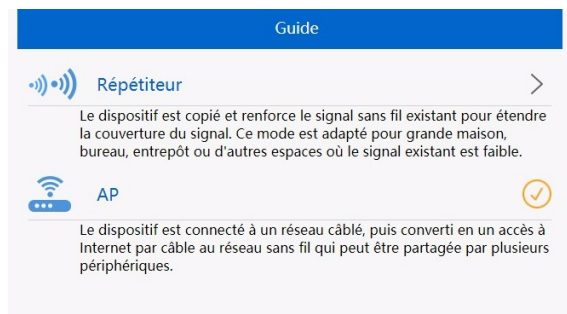 Guide
Répétiteur
Le dispositif est copié et renforce le signal sans fil existant pour étendre
la couverture du signal. Ce mode est adapté pour grande maison,
bureau, entrepôt ou d'autres espaces où le signal existant est faible.
AP
Le dispositif est connecté à un réseau câblé, puis converti en un accès à
Internet par câble au réseau sans fil qui peut être partagée par plusieurs
périphériques.